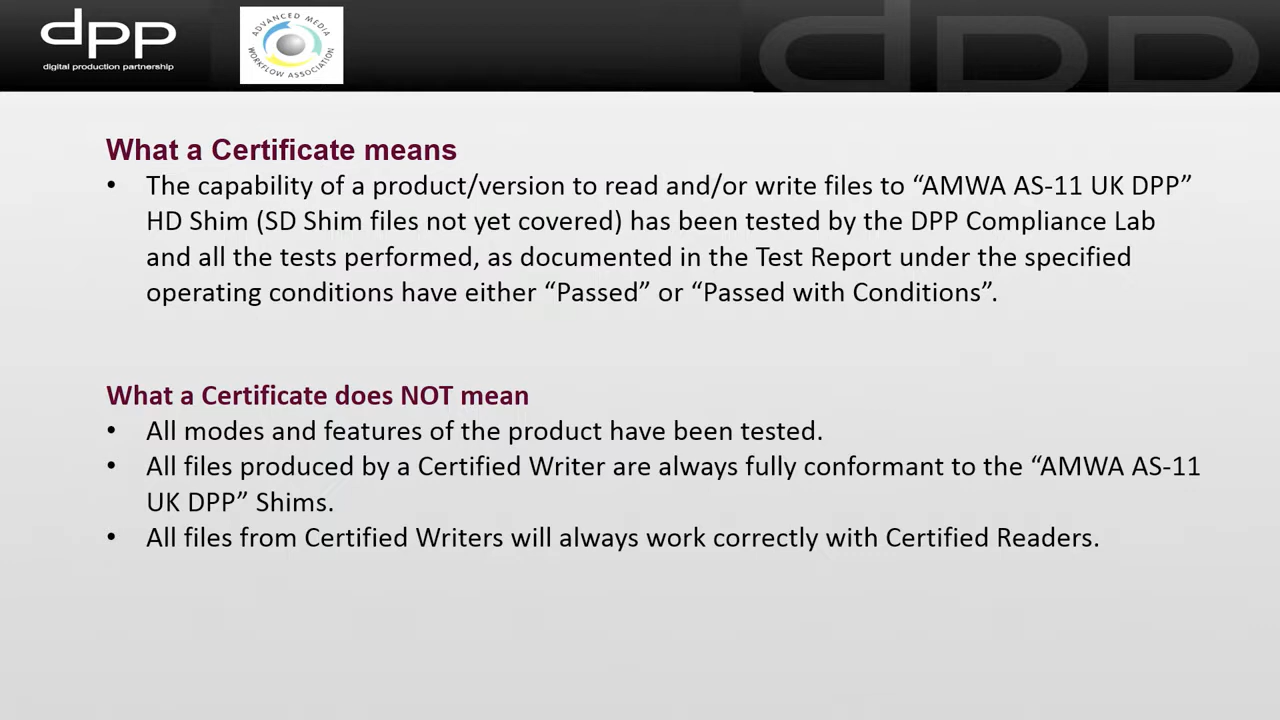 dpp
digital production partnership
ADVANCED MEDIA
WORKFLOW ASSOCIATION
dpp
What a Certificate means
• The capability of a product/version to read and/or write files to “AMWA AS-11 UK DPP”
HD Shim (SD Shim files not yet covered) has been tested by the DPP Compliance Lab
and all the tests performed, as documented in the Test Report under the specified
operating conditions have either “Passed” or “Passed with Conditions”.
What a Certificate does NOT mean
• All modes and features of the product have been tested.
• All files produced by a Certified Writer are always fully conformant to the “AMWA AS-11
UK DPP” Shims.
• All files from Certified Writers will always work correctly with Certified Readers.